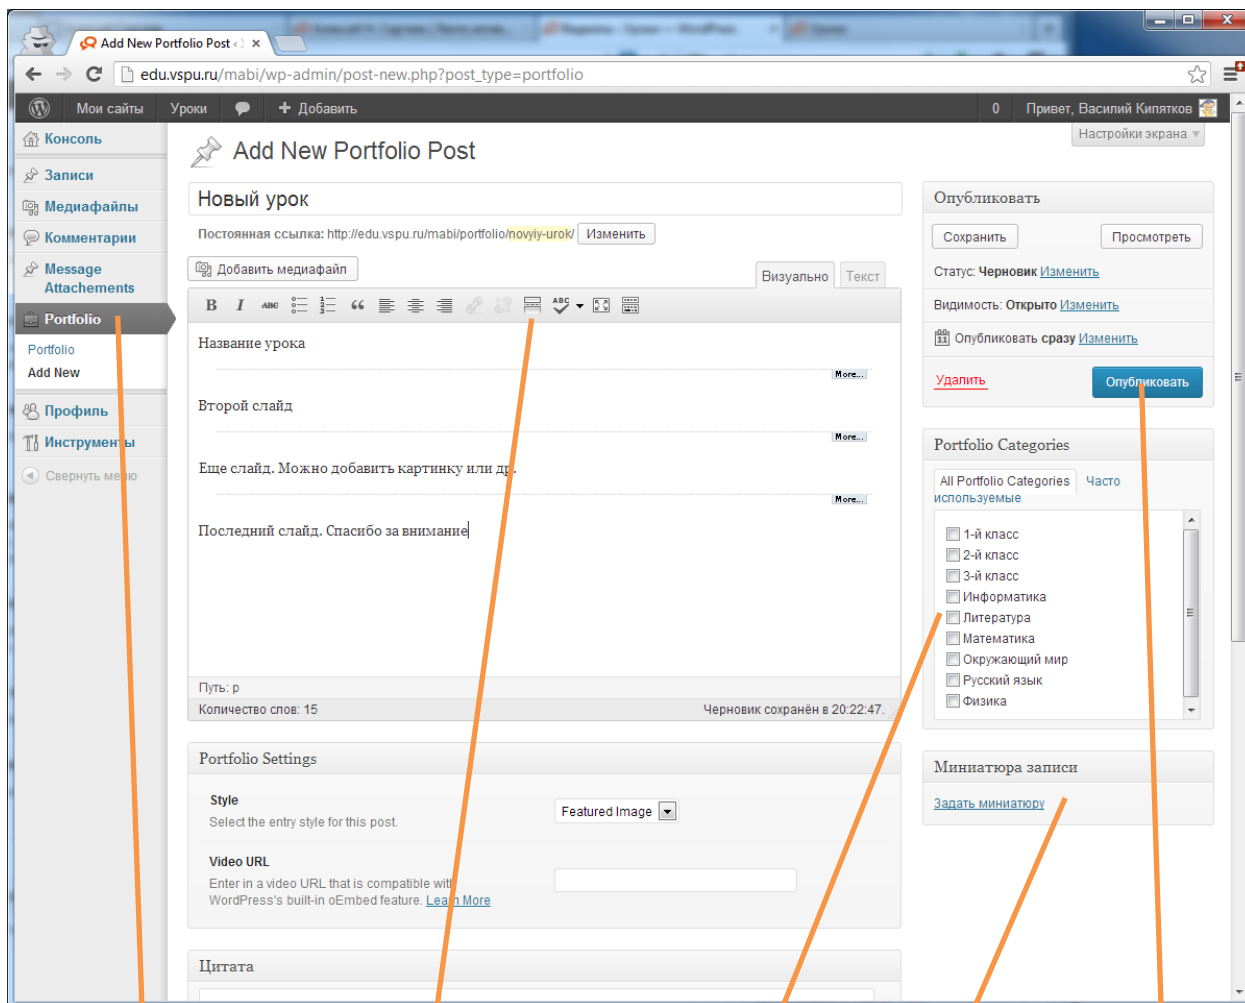 Add New Portfolio Post ‹
edu.vspu.ru/mabi/wp-admin/post-new.php?post_type=portfolio
Мои сайты Уроки + Добавить 0 Привет, Василий Кипятков
Настройки экрана
Консоль
Записи
Медиафайлы
Комментарии
Message
Attachements
Portfolio
Portfolio
Add New
Профиль
Инструменты
Свернуть меню
Add New Portfolio Post
Новый урок
Постоянная ссылка: http://edu.vspu.ru/mabi/portfolio/novyiy-urok/ Изменить
Добавить медиафайл
Визуально Текст
B I ABC ABC
Название урока
More...
Второй слайд
More...
Еще слайд. Можно добавить картинку или др.
More...
Последний слайд. Спасибо за внимание
Путь: p
Количество слов: 15 Черновик сохранён в 20:22:47.
Portfolio Settings
Style
Select the entry style for this post.
Featured Image
Video URL
Enter in a video URL that is compatible with
WordPress's built-in oEmbed feature. Learn More
Цитата
Опубликовать
Сохранить Просмотреть
Статус: Черновик Изменить
Видимость: Открыто Изменить
11 Опубликовать сразу Изменить
Удалить Опубликовать
Portfolio Categories
All Portfolio Categories Часто
используемые
1-й класс
2-й класс
3-й класс
Информатика
Литература
Математика
Окружающий мир
Русский язык
Физика
Миниатюра записи
Задать миниатюру